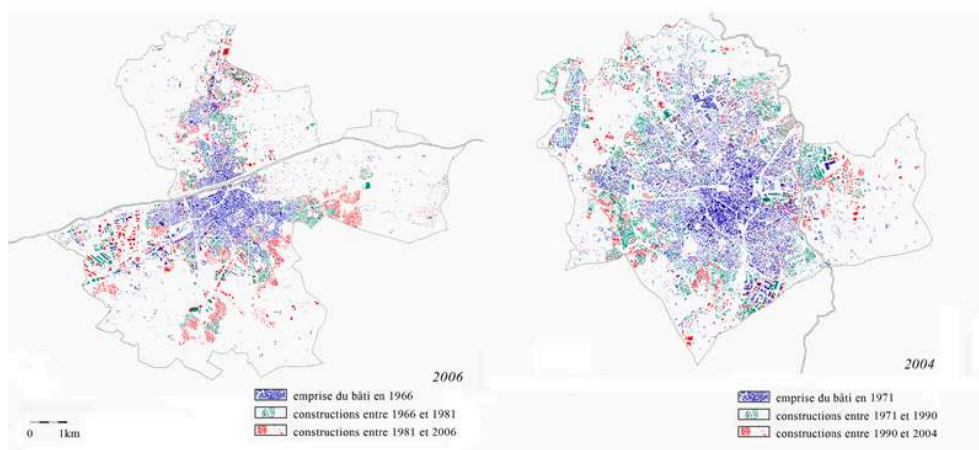 2006
emprise du bâti en 1966
constructions entre 1966 et 1981
constructions entre 1981 et 2006
0 1km
2004
emprise du bâti en 1971
constructions entre 1971 et 1990
constructions entre 1990 et 2004